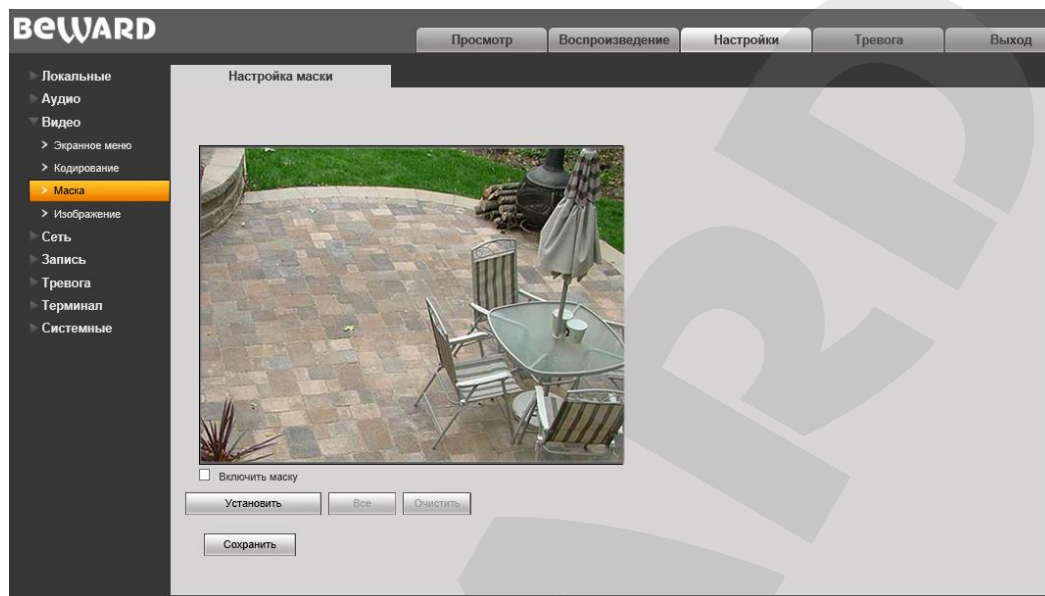 BEWARD
Просмотр Воспроизведение Настройки Тревога Выход
Настройка маски
Локальные
Аудио
Видео
Экранное меню
Кодирование
Маска
Изображение
Сеть
Запись
Тревога
Терминал
Системные
Включить маску
Установить Все Очистить
Сохранить